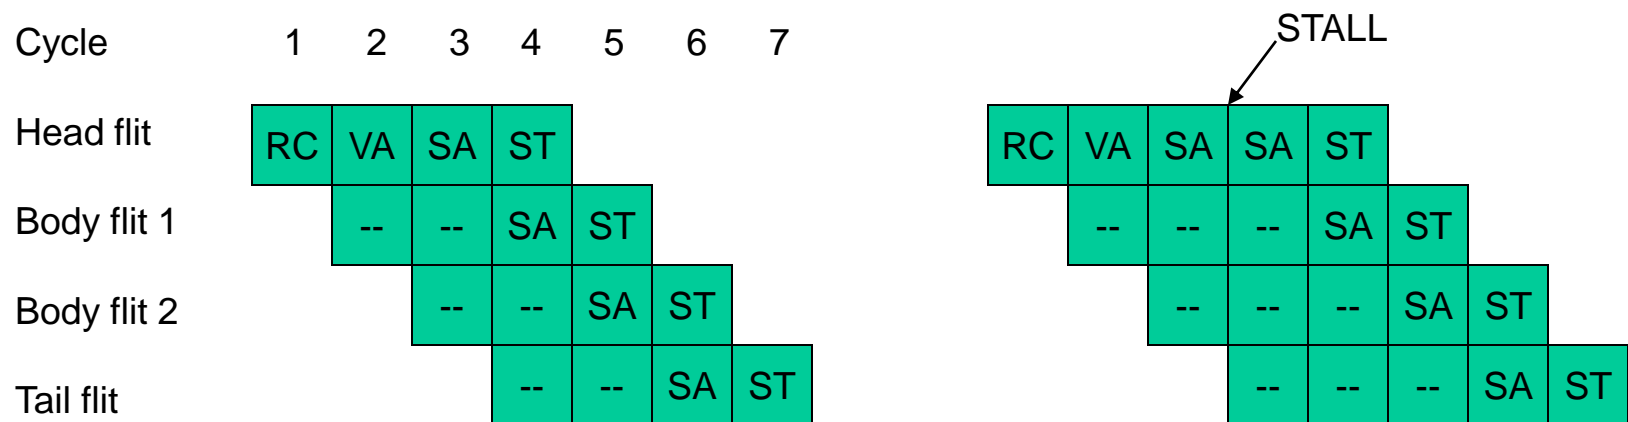 Cycle 1 2 3 4 5 6 7 STALL
Head flit RC VA SA ST RC VA SA SA ST
Body flit 1 -- -- SA ST -- -- -- SA ST
Body flit 2 -- -- SA ST -- -- -- SA ST
Tail flit -- -- SA ST -- -- -- SA ST